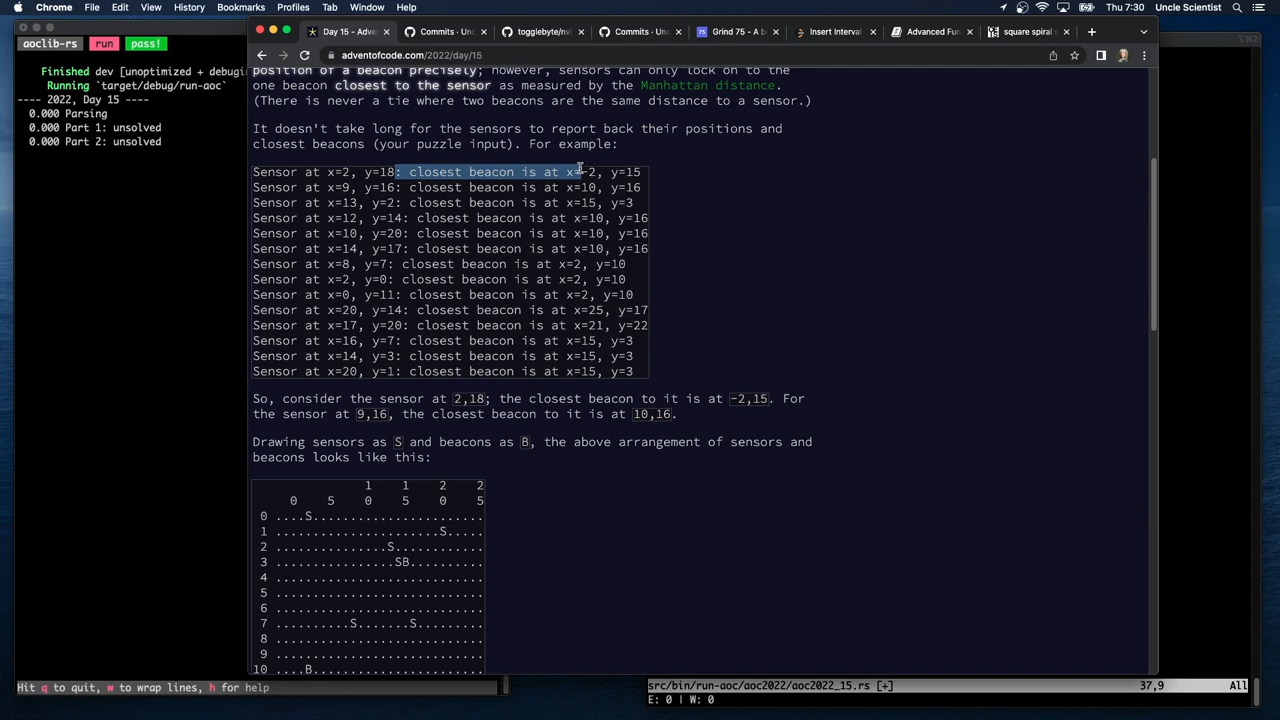 Chrome File Edit View History Bookmarks Profiles Tab Window Help Thu 7:30 Uncle Scientist
Day 15 - Adve Commits · Unc togglebyte/nvi Commits · Unc Grind 75 - A b Insert Interval Advanced Fun square spiral s
adventofcode.com/2022/day/15
aoclib-rs run pass!
Finished dev [unoptimized + debugin
Running `target/debug/run-aoc`
---- 2022, Day 15 ----
0.000 Parsing
0.000 Part 1: unsolved
0.000 Part 2: unsolved
position of a beacon precisely; however, sensors can only lock on to the
one beacon closest to the sensor as measured by the Manhattan distance.
(There is never a tie where two beacons are the same distance to a sensor.)
It doesn't take long for the sensors to report back their positions and
closest beacons (your puzzle input). For example:
Sensor at x=2, y=18: closest beacon is at x=-2, y=15
Sensor at x=9, y=16: closest beacon is at x=10, y=16
Sensor at x=13, y=2: closest beacon is at x=15, y=3
Sensor at x=12, y=14: closest beacon is at x=10, y=16
Sensor at x=10, y=20: closest beacon is at x=10, y=16
Sensor at x=14, y=17: closest beacon is at x=10, y=16
Sensor at x=8, y=7: closest beacon is at x=2, y=10
Sensor at x=2, y=0: closest beacon is at x=2, y=10
Sensor at x=0, y=11: closest beacon is at x=2, y=10
Sensor at x=20, y=14: closest beacon is at x=25, y=17
Sensor at x=17, y=20: closest beacon is at x=21, y=22
Sensor at x=16, y=7: closest beacon is at x=15, y=3
Sensor at x=14, y=3: closest beacon is at x=15, y=3
Sensor at x=20, y=1: closest beacon is at x=15, y=3
So, consider the sensor at 2,18; the closest beacon to it is at -2,15. For
the sensor at 9,16, the closest beacon to it is at 10,16.
Drawing sensors as S and beacons as B, the above arrangement of sensors and
beacons looks like this:
1 1 2 2
0 5 0 5 0 5
0 ....S.......................
1 ......................S.....
2 ...............S............
3 ................SB..........
4 ............................
5 ............................
6 ............................
7 ..........S.......S.........
8 ............................
9 ............................
10 ....B.......................
Hit q to quit, w to wrap lines, h for help
src/bin/run-aoc/aoc2022/aoc2022_15.rs [+] 37,9 All
E: 0 | W: 0